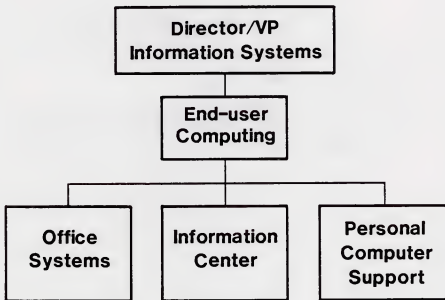 Director/VP
Information Systems
End-user
Computing
Office
Systems
Information
Center
Personal
Computer
Support